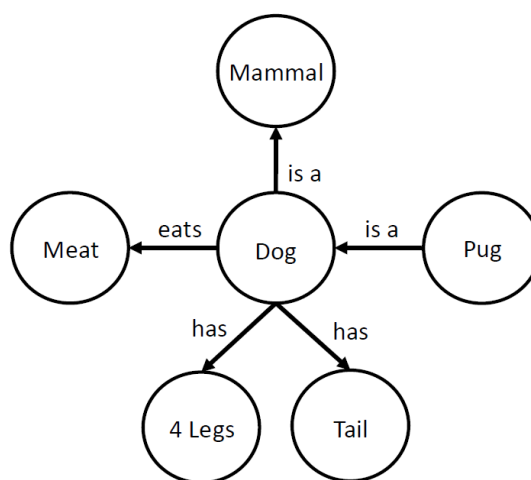 Mammal
is a
Meat
eats
Dog
is a
Pug
has
has
4 Legs
Tail